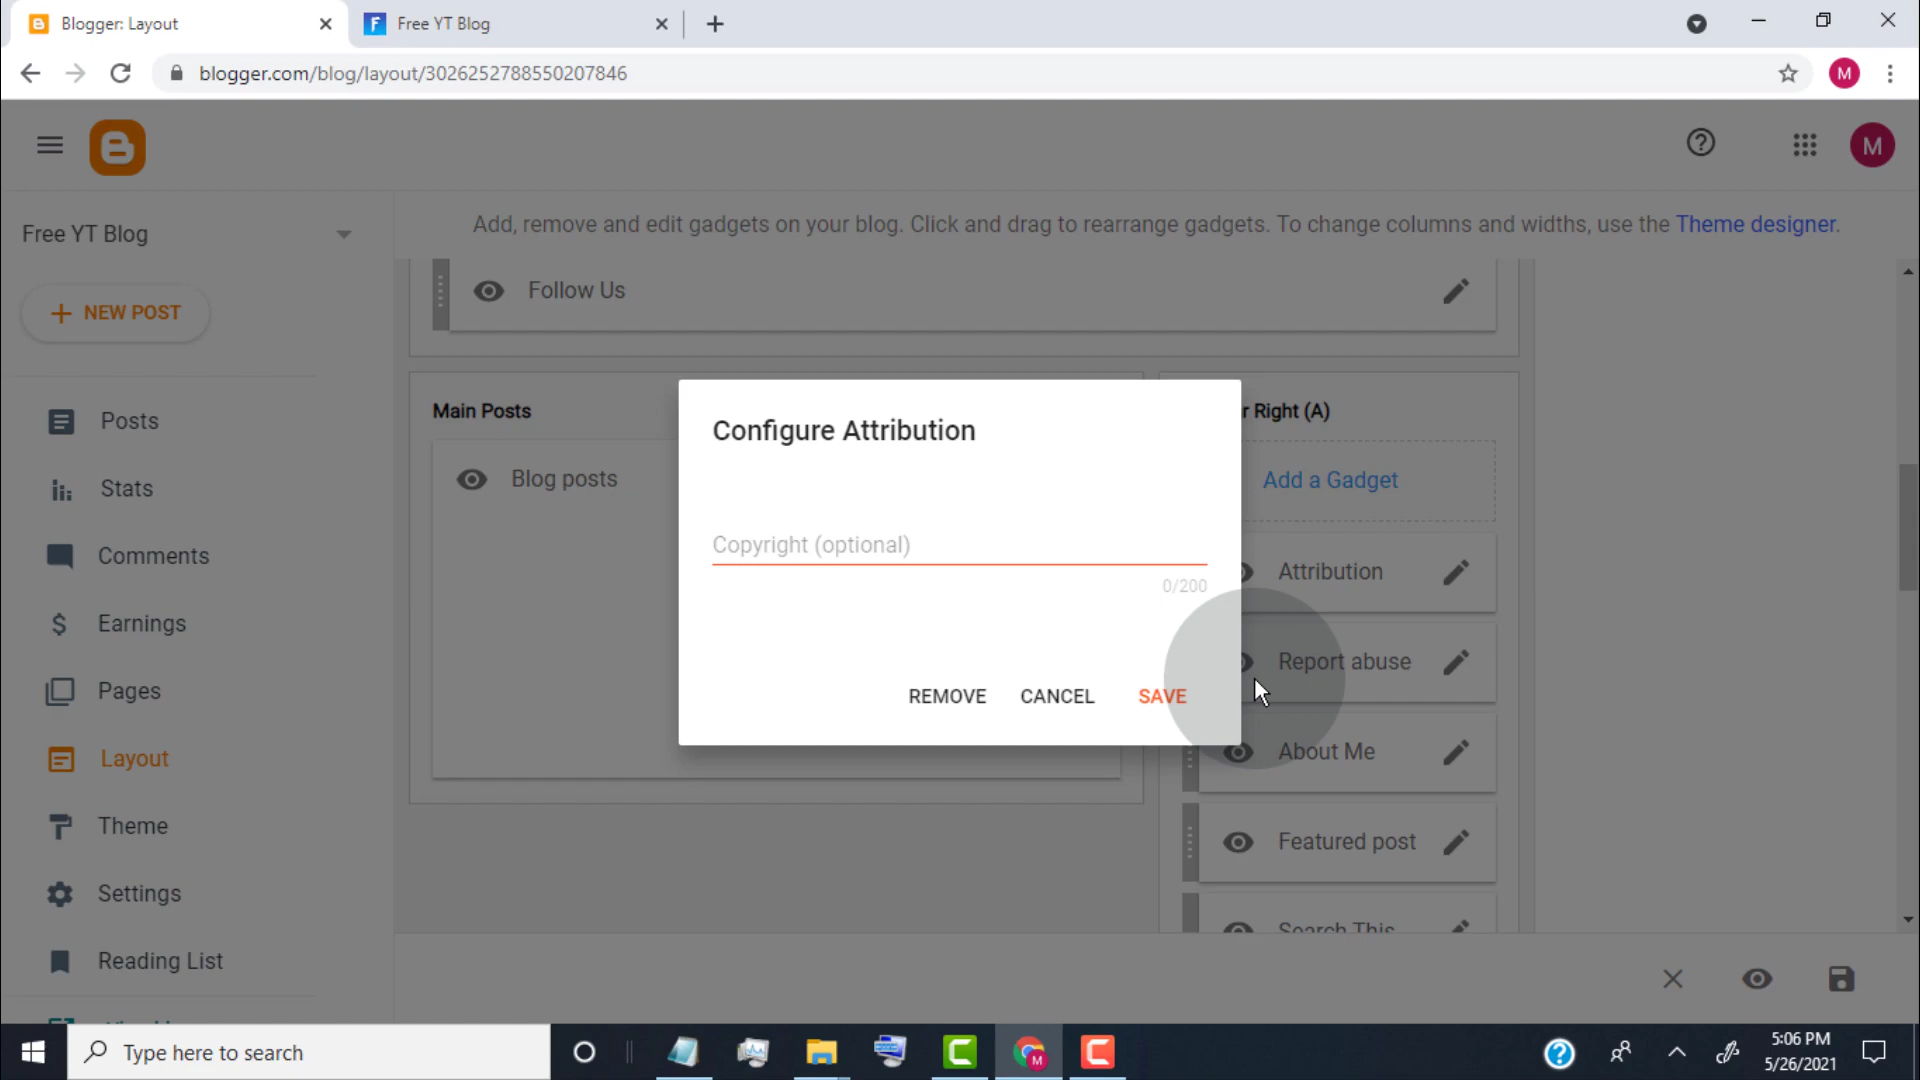 Blogger: Layout
Free YT Blog
blogger.com/blog/layout/3026252788550207846
M
M
Free YT Blog
Add, remove and edit gadgets on your blog. Click and drag to rearrange gadgets. To change columns and widths, use the Theme designer.
NEW POST
Follow Us
Main Posts
r Right (A)
Configure Attribution
Posts
Blog posts
Add a Gadget
Stats
Copyright (optional)
Comments
Attribution
0/200
Earnings
Report abuse
Pages
REMOVE CANCEL SAVE
Layout
About Me
Theme
Featured post
Settings
Search This
Reading List
Type here to search
M
5:06 PM
5/26/2021